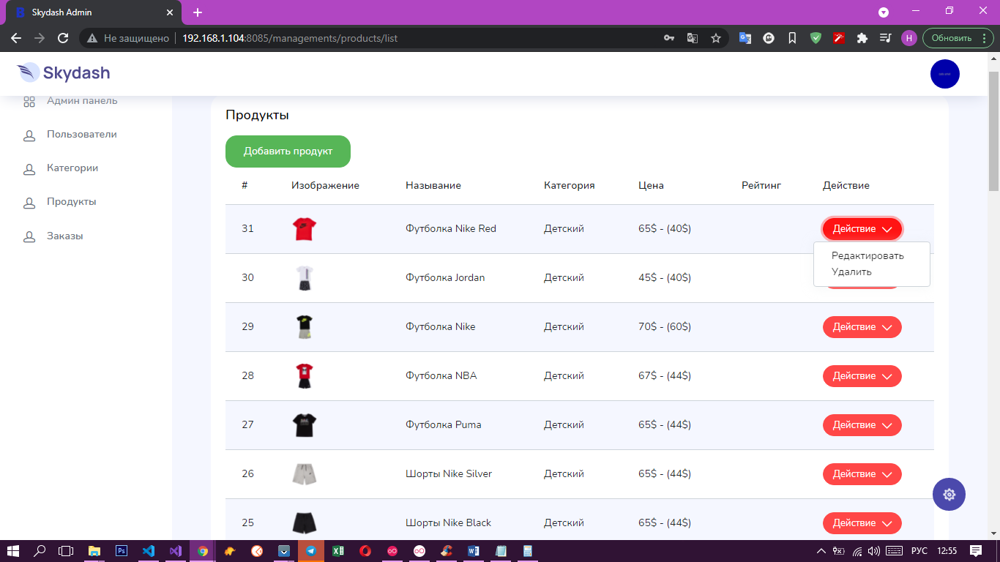 Skydash Admin
Не защищено 192.168.1.104:8085/managements/products/list
Н
Обновить
Skydash
Админ панель
Пользователи
Категории
Продукты
Заказы
Продукты
Добавить продукт
# Изображение Называние Категория Цена Рейтинг Действие
31 Футболка Nike Red Детский 65$ - (40$) Действие
Редактировать
Удалить
30 Футболка Jordan Детский 45$ - (40$)
29 Футболка Nike Детский 70$ - (60$) Действие
28 Футболка NBA Детский 67$ - (44$) Действие
27 Футболка Puma Детский 65$ - (44$) Действие
26 Шорты Nike Silver Детский 65$ - (44$) Действие
25 Шорты Nike Black Детский 65$ - (44$) Действие
РУС 12:55